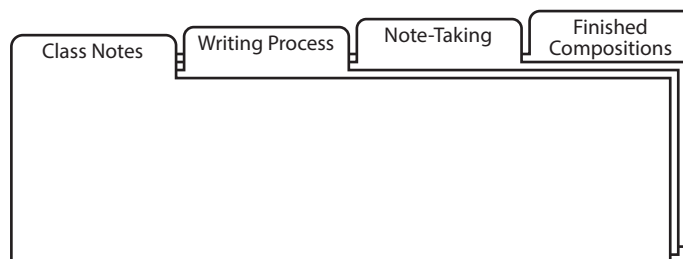 Class Notes
Writing Process
Note-Taking
Finished
Compositions